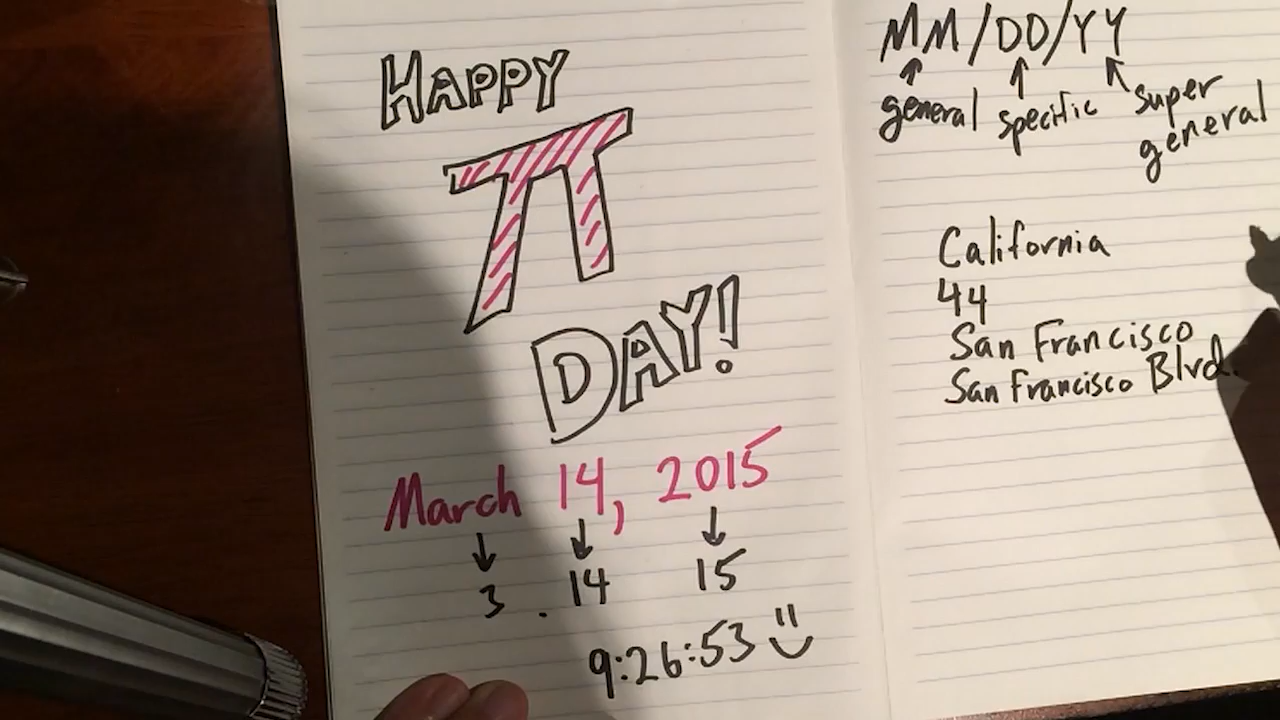 HAPPY
π
DAY!
March 14, 2015
↓ ↓ ↓
3 . 14 15
9:26:53 ü
MM/DD/YY
↑ ↑ ↖
general specific super general
California
44
San Francisco
San Francisco Blvd.